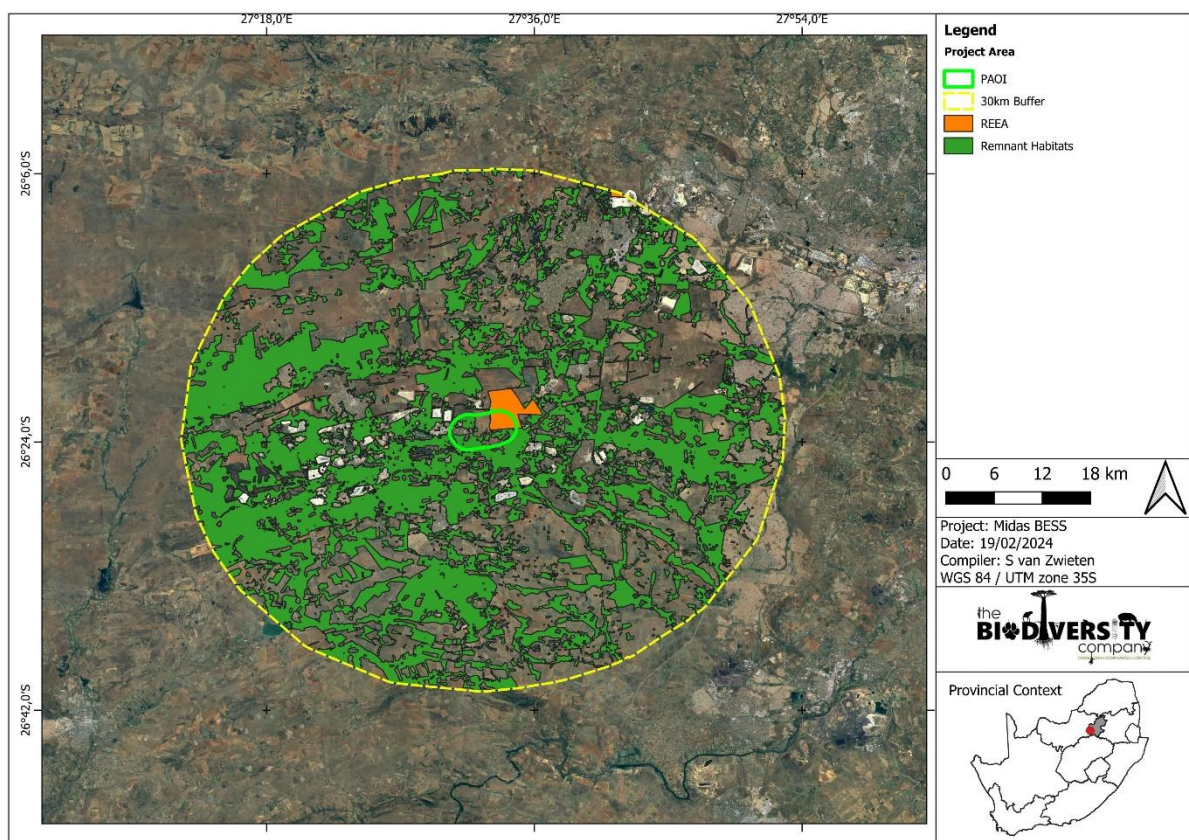 27°18,0'E 27°36,0'E 27°54,0'E
26°6,0'S
26°24,0'S
26°42,0'S
Legend
Project Area
PAOI
30km Buffer
REEA
Remnant Habitats
0 6 12 18 km
Project: Midas BESS
Date: 19/02/2024
Compiler: S van Zwieten
WGS 84 / UTM zone 35S
the
BIODIVERSITY
company
Provincial Context